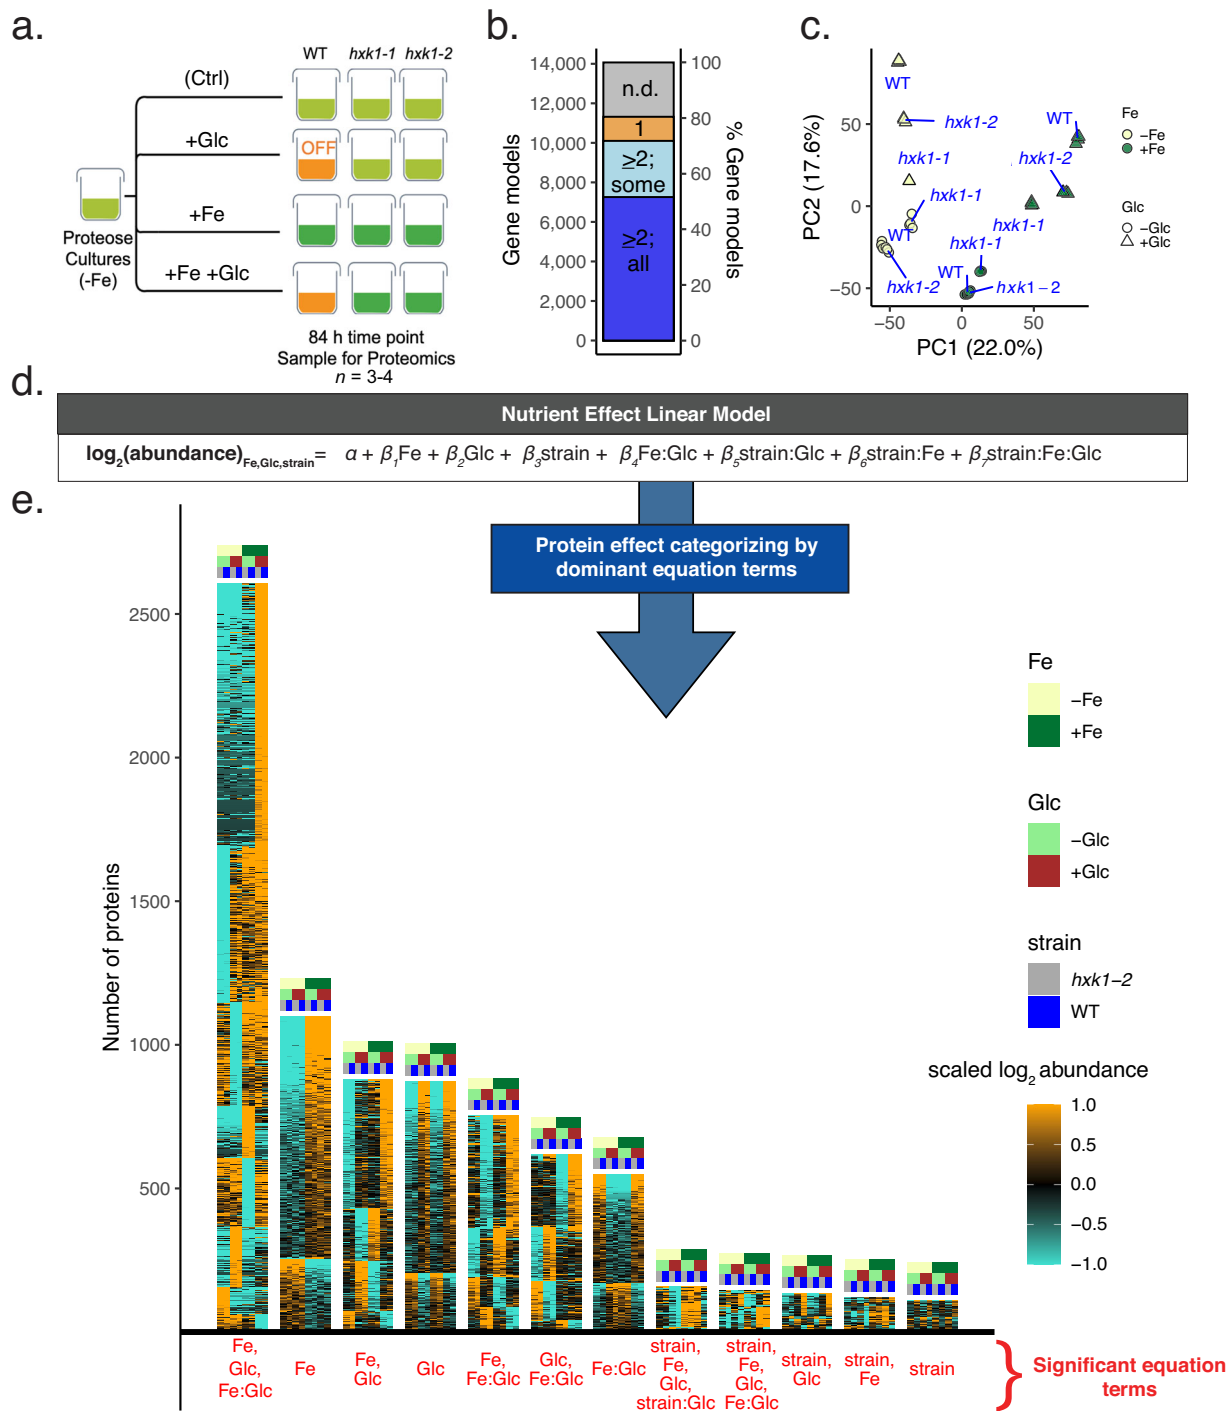 a.
WT hxk1-1 hxk1-2
(Ctrl)
+Glc
OFF
+Fe
+Fe +Glc
Proteose
Cultures
(-Fe)
84 h time point
Sample for Proteomics
n = 3-4
b.
Gene models
14,000
12,000
10,000
8,000
6,000
4,000
2,000
0
n.d.
1
≥2;
some
≥2;
all
100
80
60
40
20
0
% Gene models
c.
PC2 (17.6%)
50
0
−50
−50 0 50
PC1 (22.0%)
WT
hxk1-2
hxk1-1
hxk1-1
WT
hxk1-2
WT
hxk1-2
hxk1-1
hxk1-1
WT
hxk1−2
Fe
−Fe
+Fe
Glc
−Glc
+Glc
d.
Nutrient Effect Linear Model
log2(abundance)Fe,Glc,strain= α + β1Fe + β2Glc + β3strain + β4Fe:Glc + β5strain:Glc + β6strain:Fe + β7strain:Fe:Glc
Protein effect categorizing by
dominant equation terms
e.
Number of proteins
2500
2000
1500
1000
500
Fe,
Glc,
Fe:Glc
Fe
Fe,
Glc
Glc
Fe,
Fe:Glc
Glc,
Fe:Glc
Fe:Glc
strain,
Fe,
Glc,
strain:Glc
strain,
Fe,
Glc,
Fe:Glc
strain,
Glc
strain,
Fe
strain
Significant equation
terms
Fe
−Fe
+Fe
Glc
−Glc
+Glc
strain
hxk1−2
WT
scaled log2 abundance
1.0
0.5
0.0
−0.5
−1.0